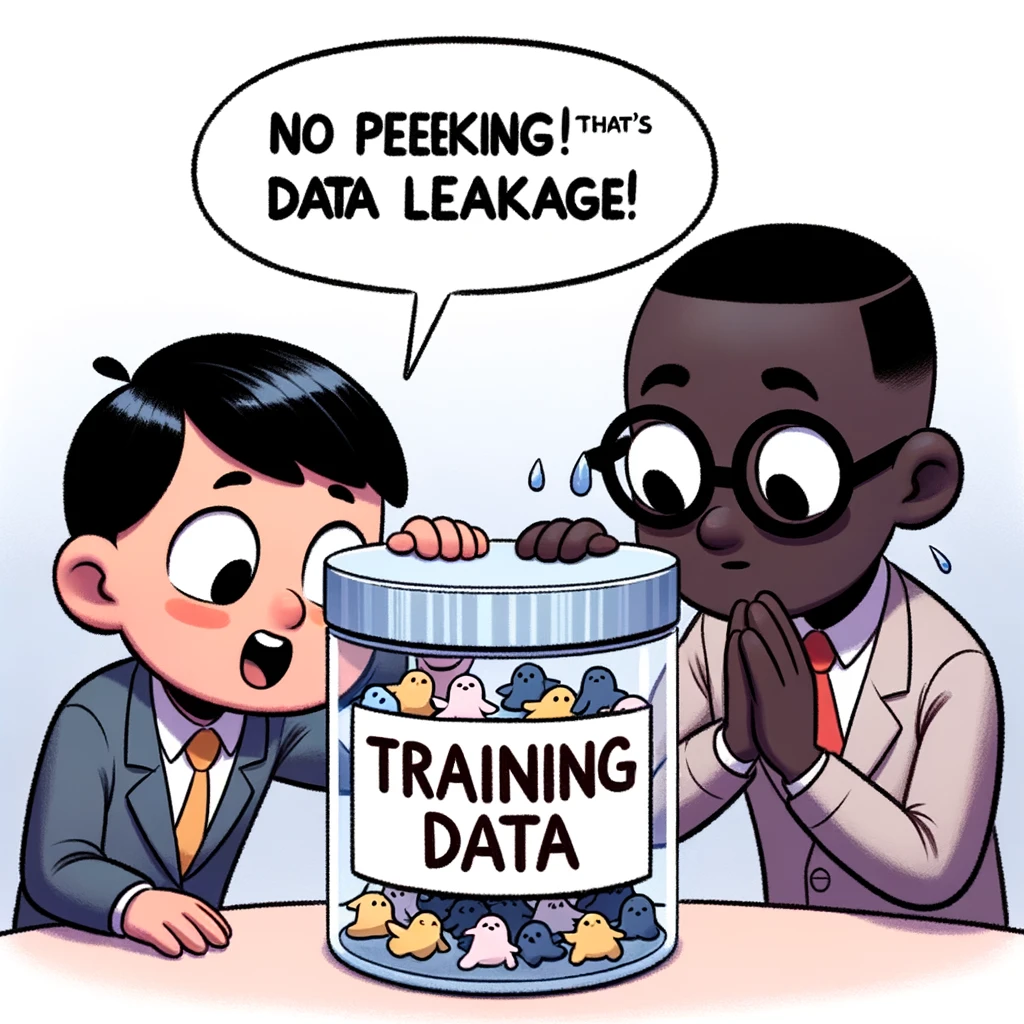 NO PEEEKING! THAT'S
DATA LEAKAGE!
TRAINING
DATA